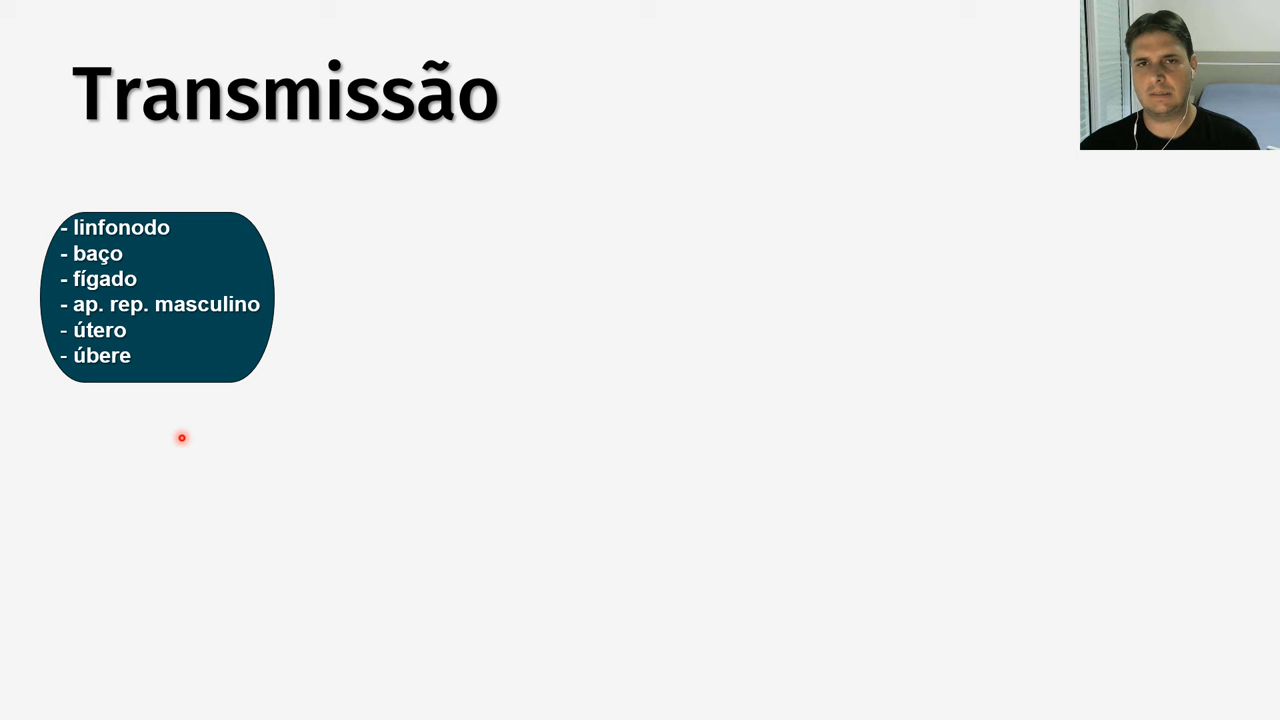 Transmissão
- linfonodo
- baço
- fígado
- ap. rep. masculino
- útero
- úbere